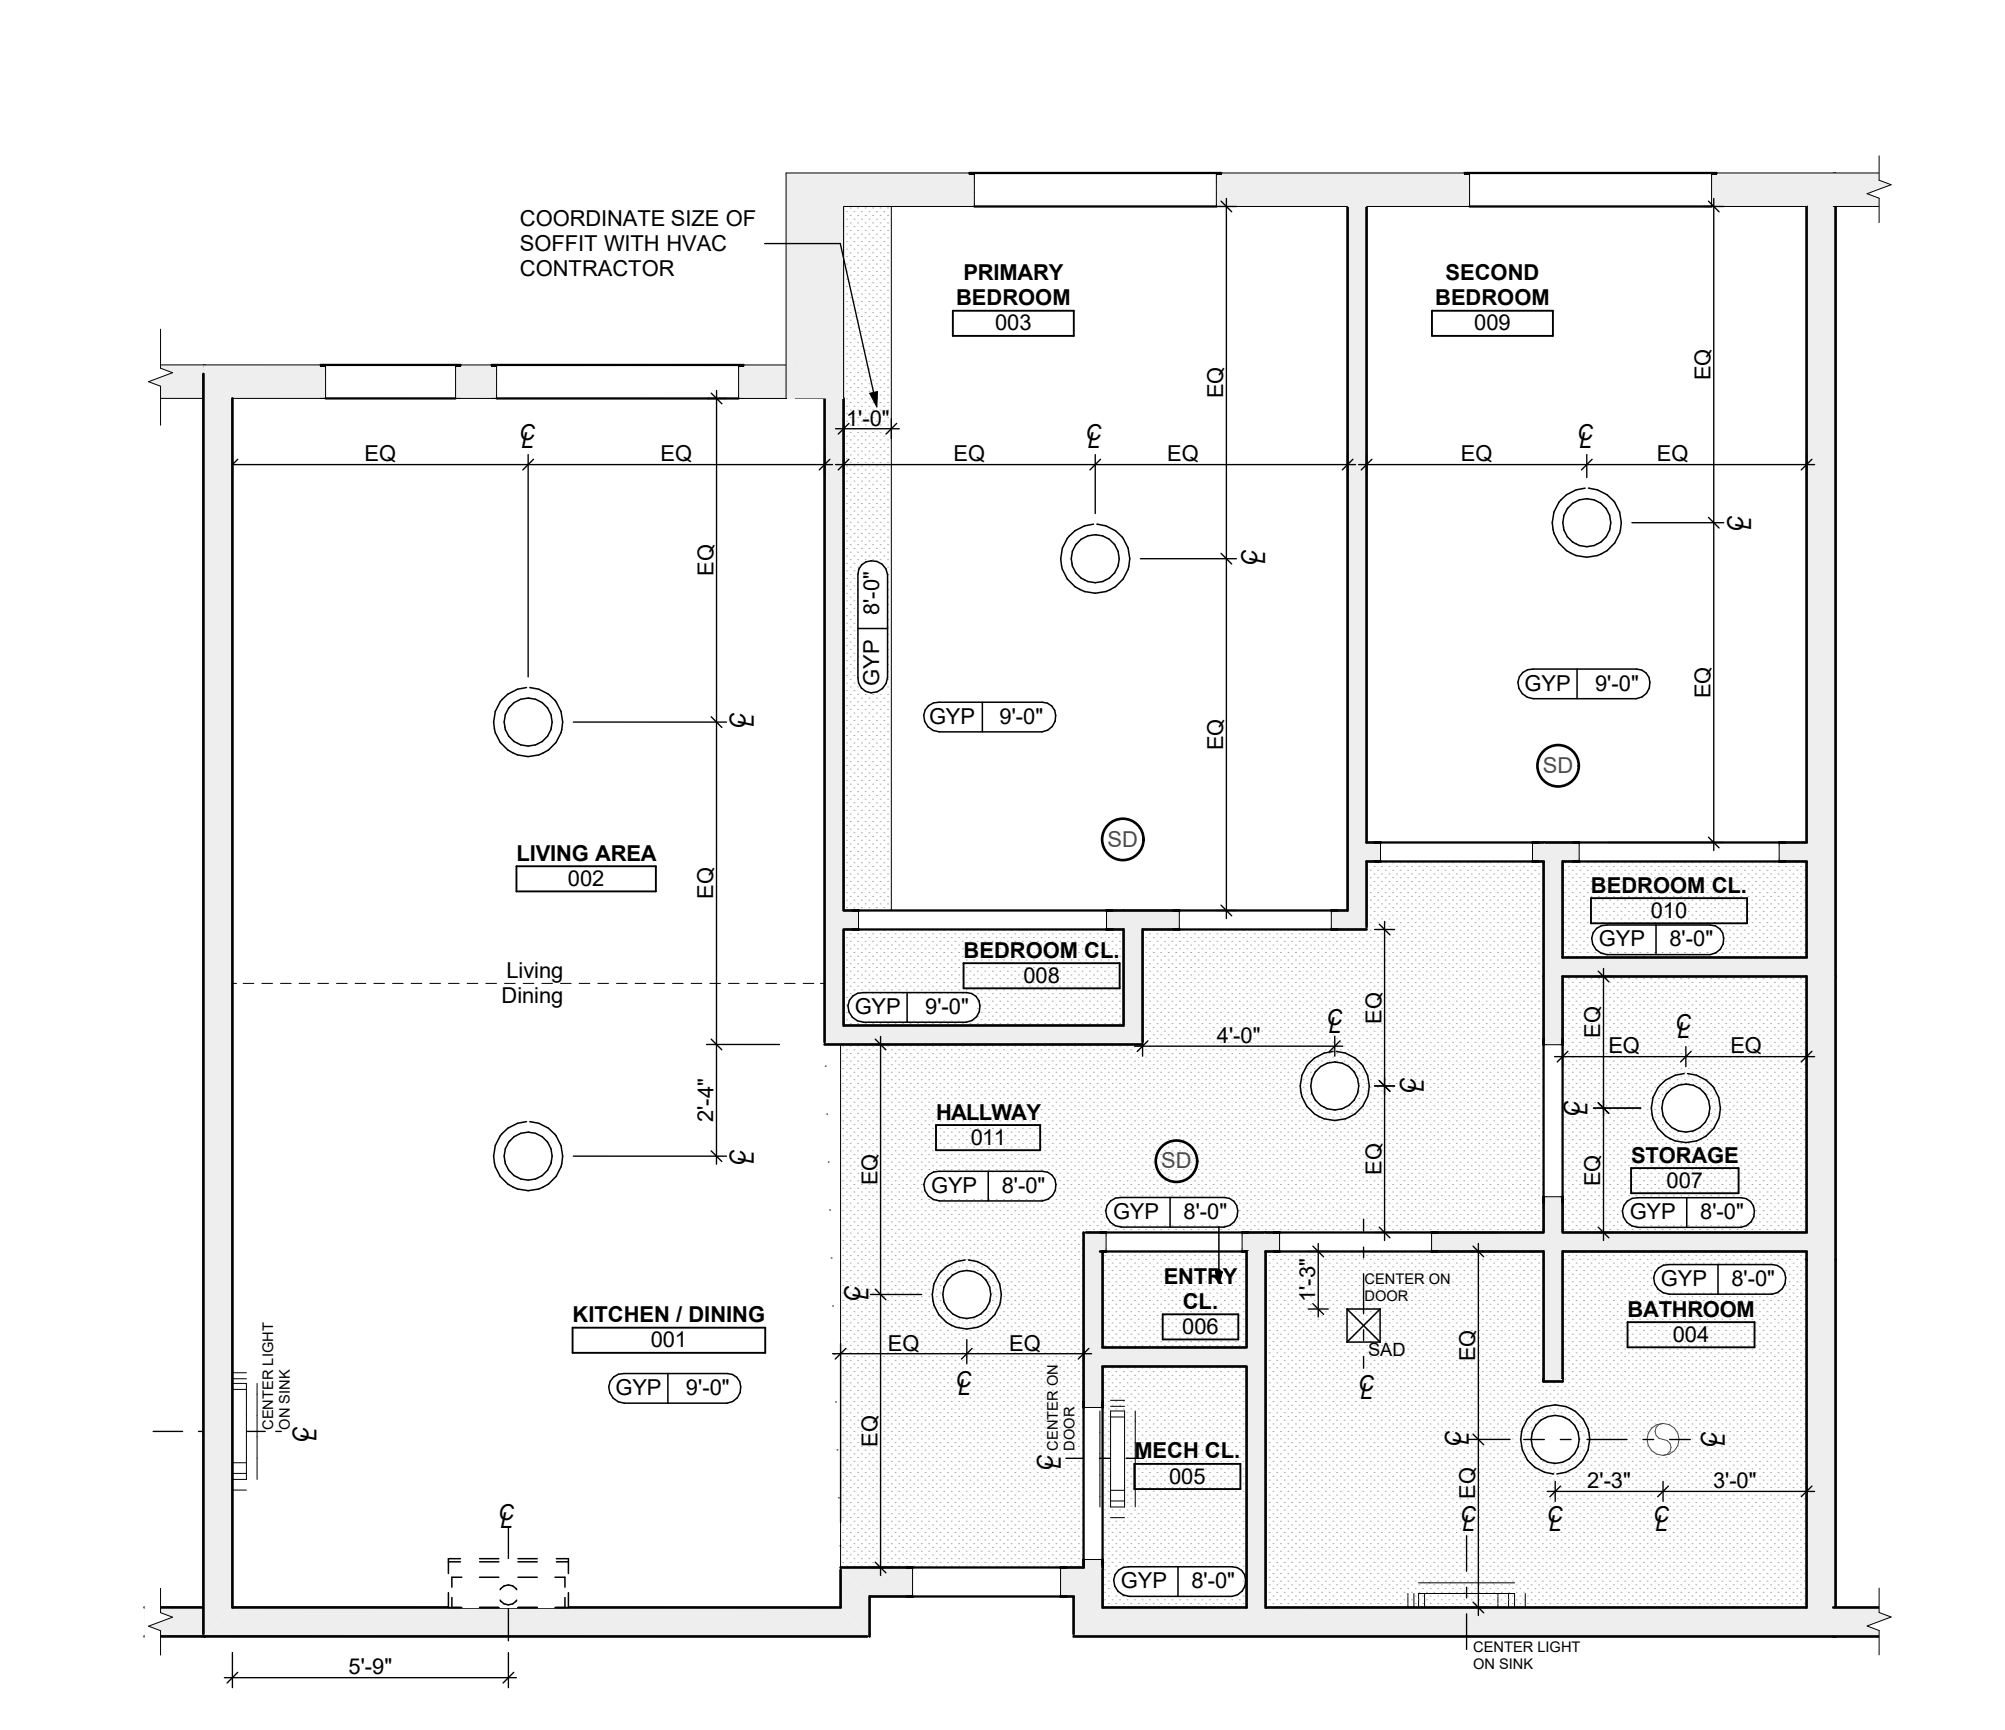 COORDINATE SIZE OF
SOFFIT WITH HVAC
CONTRACTOR
PRIMARY
BEDROOM
003
SECOND
BEDROOM
009
EQ
EQ
1'-0"
℄
℄
℄
EQ
EQ
EQ
EQ
EQ
EQ
℄
℄
EQ
GYP 8'-0"
EQ
GYP 9'-0"
GYP 9'-0"
EQ
℄
SD
SD
LIVING AREA
002
EQ
BEDROOM CL.
010
GYP 8'-0"
BEDROOM CL.
008
GYP 9'-0"
Living
Dining
EQ
4'-0"
℄
℄
EQ
℄
EQ
EQ
2'-4"
℄
℄
HALLWAY
011
GYP 8'-0"
EQ
SD
EQ
EQ
STORAGE
007
GYP 8'-0"
GYP 8'-0"
ENTRY
CL.
006
1'-3"
CENTER ON
DOOR
SAD
℄
GYP 8'-0"
BATHROOM
004
℄
KITCHEN / DINING
001
GYP 9'-0"
EQ
EQ
℄
EQ
CENTER LIGHT
ON SINK
℄
EQ
CENTER ON
DOOR
℄
MECH CL.
005
GYP 8'-0"
℄
℄
EQ
2'-3"
3'-0"
℄
℄
℄
℄
5'-9"
CENTER LIGHT
ON SINK